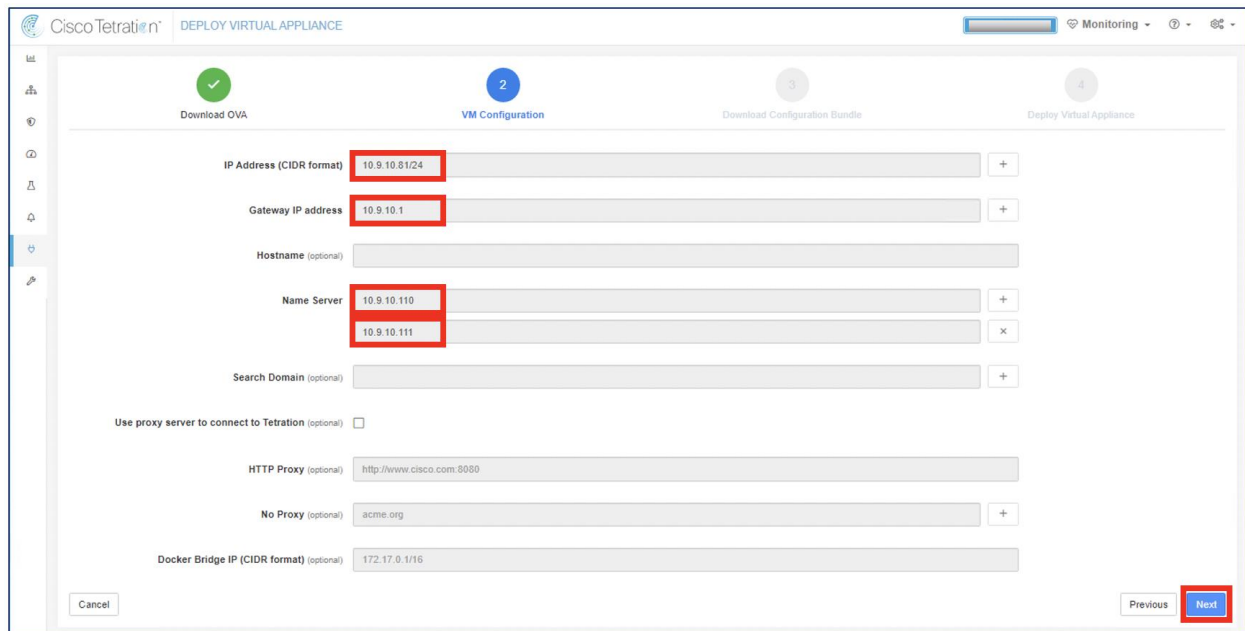 Cisco Tetration™ DEPLOY VIRTUAL APPLIANCE Monitoring
2 3 4
Download OVA VM Configuration Download Configuration Bundle Deploy Virtual Appliance
IP Address (CIDR format) 10.9.10.81/24 +
Gateway IP address 10.9.10.1 +
Hostname (optional)
Name Server 10.9.10.110 +
10.9.10.111 ×
Search Domain (optional) +
Use proxy server to connect to Tetration (optional)
HTTP Proxy (optional) http://www.cisco.com:8080
No Proxy (optional) acme.org +
Docker Bridge IP (CIDR format) (optional) 172.17.0.1/16
Cancel Previous Next